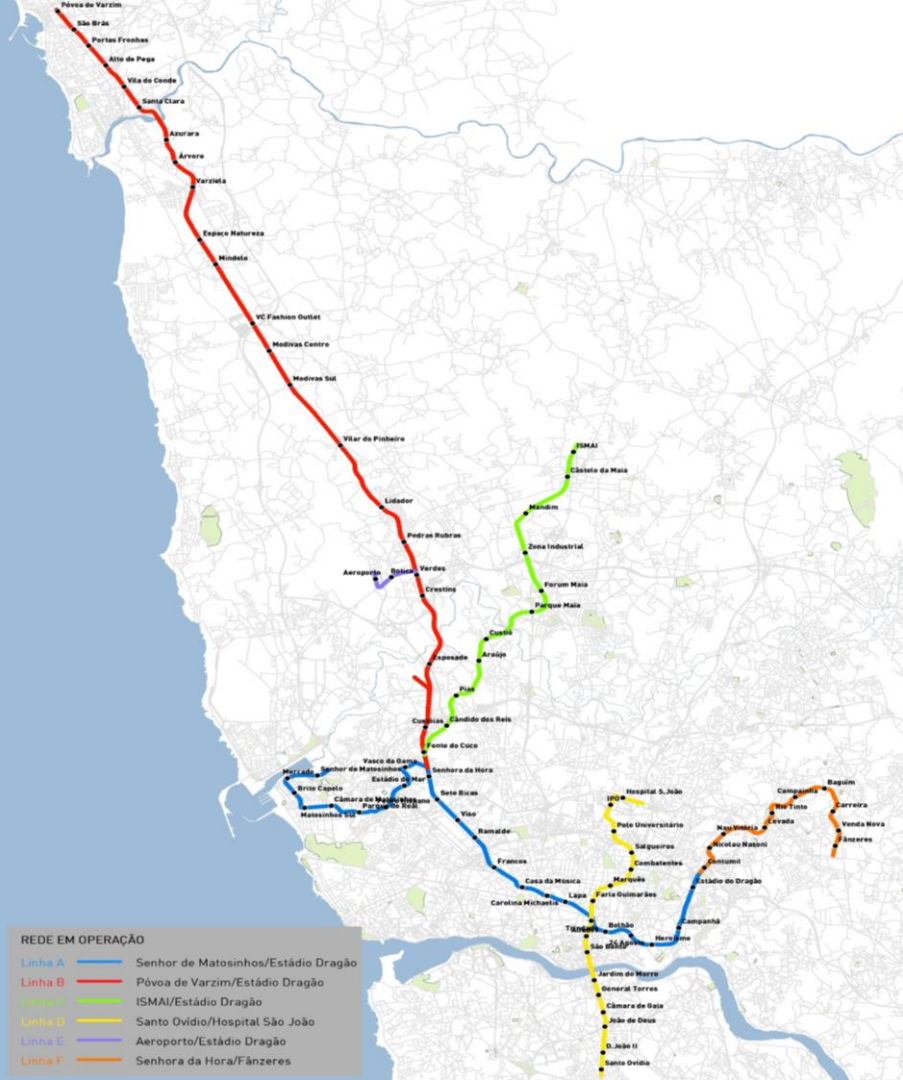 Póvoa de Varzim
São Brás
Portas Fronhas
Alto de Pega
Vila do Conde
Santa Clara
Azurara
Árvore
Varziela
Espaço Natureza
Mindelo
VC Fashion Outlet
Modivas Centro
Modivas Sul
Vilar do Pinheiro
ISMAI
Castelo da Maia
Lidador
Mandim
Pedras Rubras
Zona Industrial
Aeroporto
Botica
Verdes
Crestins
Forum Maia
Parque Maia
Custió
Araújo
Esposade
Pias
Custóias
Cândido dos Reis
Fonte do Cuco
Vasco da Gama
Mercado
Senhor de Matosinhos
Senhora da Hora
Estádio do Mar
Brito Capelo
Câmara de Matosinhos
Parque de Real
Matosinhos Sul
Sete Bicas
Viso
Ramalde
Francos
Casa da Música
Carolina Michaelis
Lapa
Hospital S.João
IPO
Polo Universitário
Salgueiros
Combatentes
Marquês
Faria Guimarães
Baguim
Campainha
Rio Tinto
Carreira
Levada
Venda Nova
Nau Vitória
Fânzeres
Nicolau Nasoni
Contumil
Estádio do Dragão
Campanhã
Bolhão
24 Agosto
Heroísmo
São Bento
Jardim do Morro
General Torres
Câmara de Gaia
João de Deus
D.João II
Santo Ovídio
REDE EM OPERAÇÃO
Linha A Senhor de Matosinhos/Estádio Dragão
Linha B Póvoa de Varzim/Estádio Dragão
Linha C ISMAI/Estádio Dragão
Linha D Santo Ovídio/Hospital São João
Linha E Aeroporto/Estádio Dragão
Linha F Senhora da Hora/Fânzeres